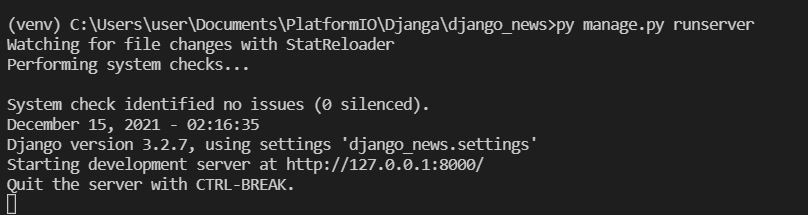 (venv) C:\Users\user\Documents\PlatformIO\Djanga\django_news>py manage.py runserver
Watching for file changes with StatReloader
Performing system checks...
System check identified no issues (0 silenced).
December 15, 2021 - 02:16:35
Django version 3.2.7, using settings 'django_news.settings'
Starting development server at http://127.0.0.1:8000/
Quit the server with CTRL-BREAK.